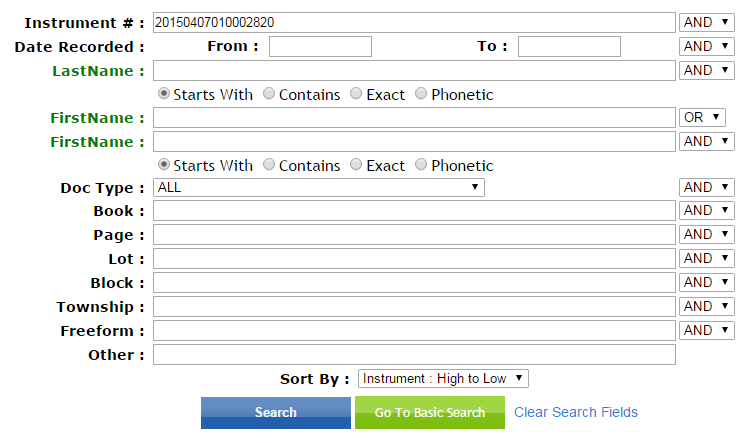 Instrument # : 20150407010002820 AND
Date Recorded : From : To : AND
LastName : AND
Starts With Contains Exact Phonetic
FirstName : OR
FirstName : AND
Starts With Contains Exact Phonetic
Doc Type : ALL AND
Book : AND
Page : AND
Lot : AND
Block : AND
Township : AND
Freeform : AND
Other :
Sort By : Instrument : High to Low
Search Go To Basic Search Clear Search Fields